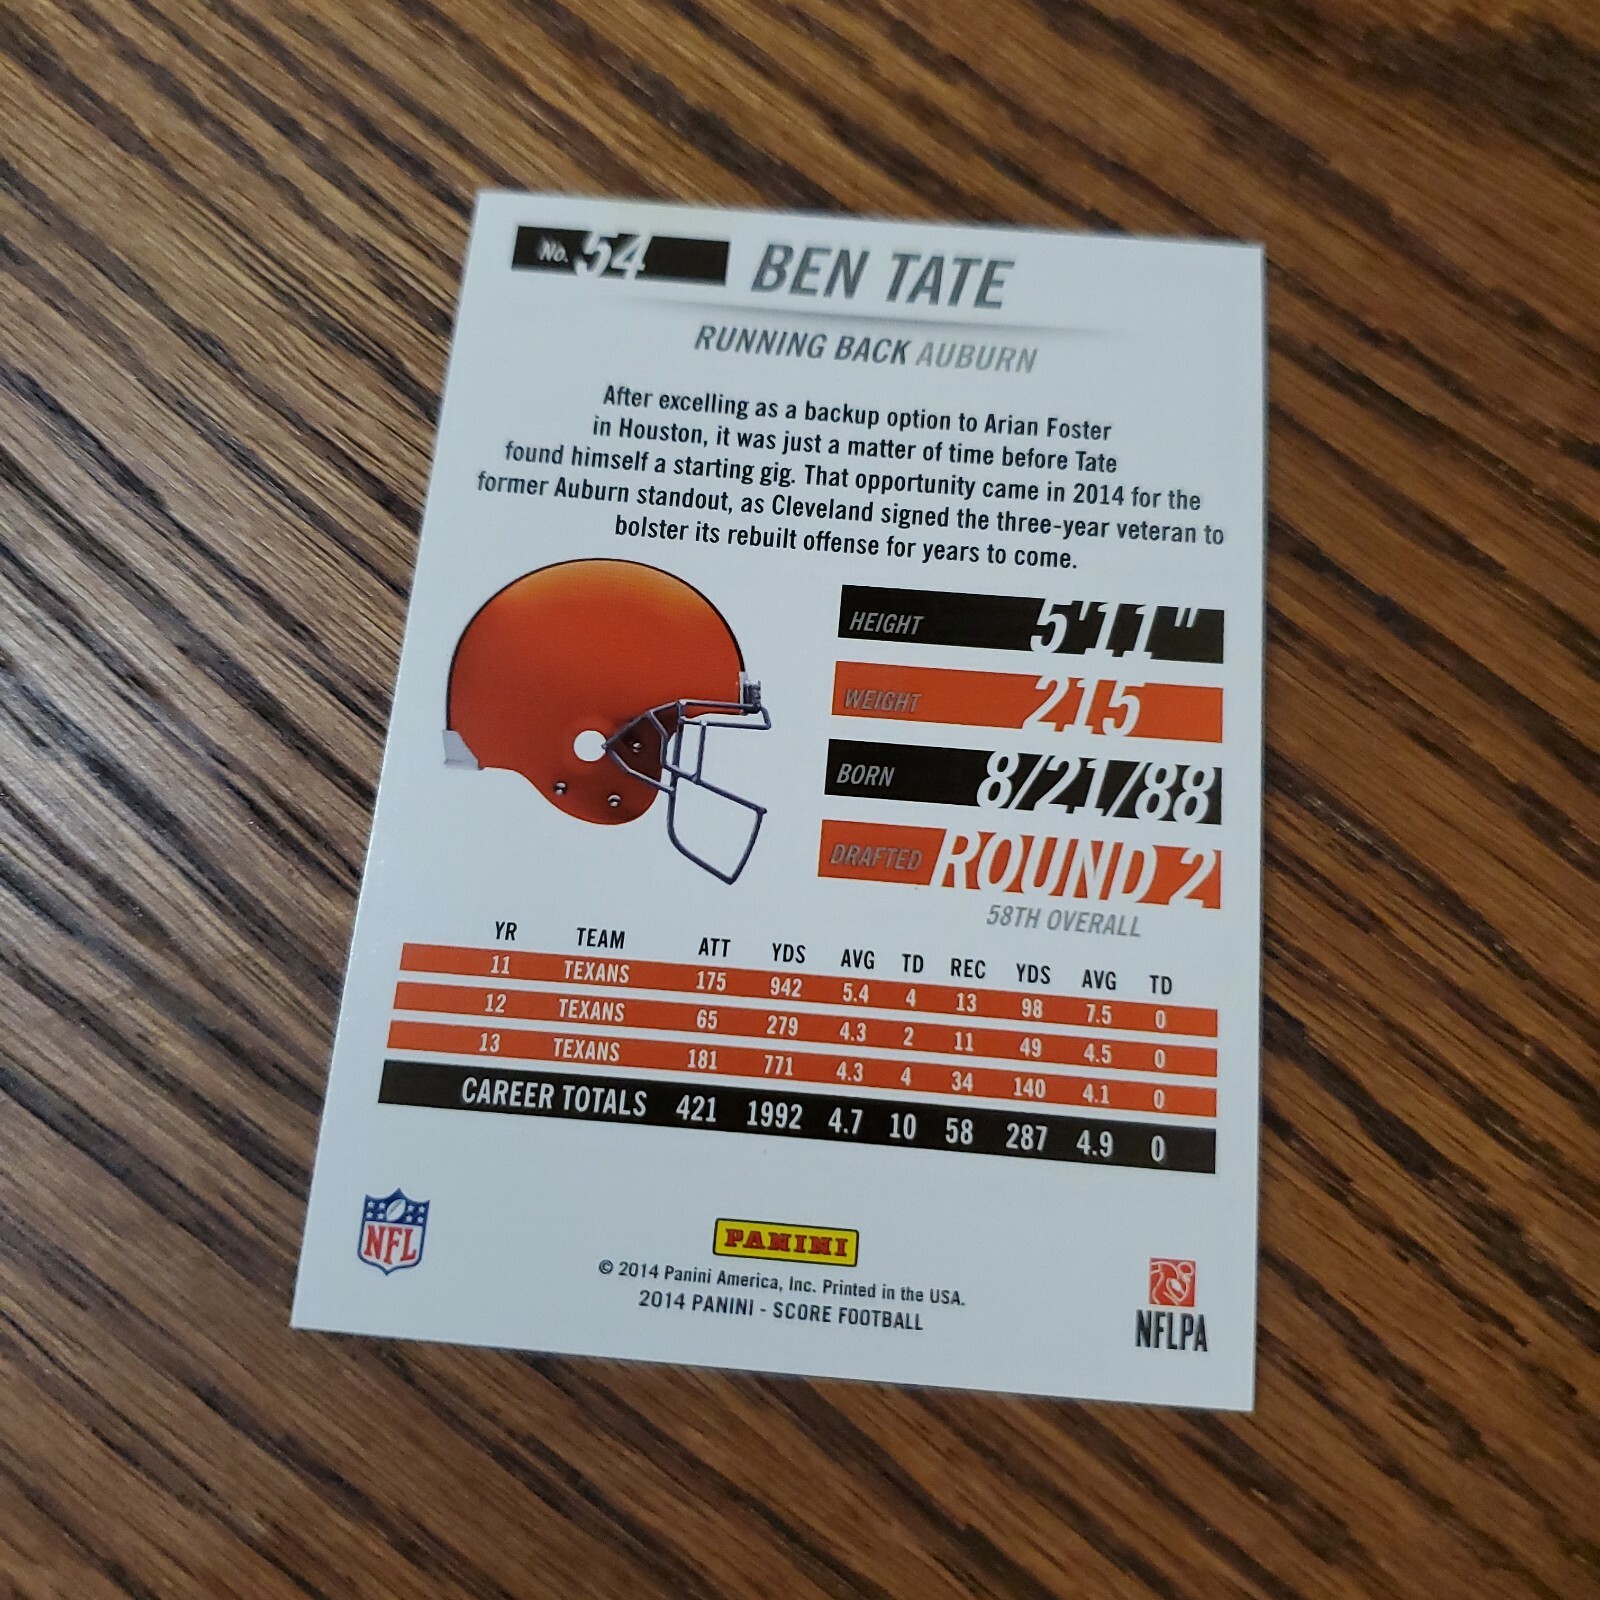 No. 54 BEN TATE
RUNNING BACK AUBURN
After excelling as a backup option to Arian Foster
in Houston, it was just a matter of time before Tate
found himself a starting gig. That opportunity came in 2014 for the
former Auburn standout, as Cleveland signed the three-year veteran to
bolster its rebuilt offense for years to come.
HEIGHT 5'11"
WEIGHT 215
BORN 8/21/88
DRAFTED ROUND 2
58TH OVERALL
YR TEAM ATT YDS AVG TD REC YDS AVG TD
11 TEXANS 175 942 5.4 4 13 98 7.5 0
12 TEXANS 65 279 4.3 2 11 49 4.5 0
13 TEXANS 181 771 4.3 4 34 140 4.1 0
CAREER TOTALS 421 1992 4.7 10 58 287 4.9 0
NFL
PANINI
© 2014 Panini America, Inc. Printed in the USA.
2014 PANINI - SCORE FOOTBALL
NFLPA